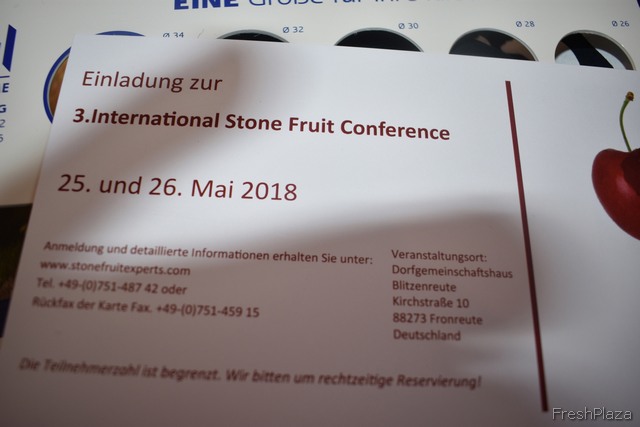 EINE Größe für
Ø 34
Ø 32
Ø 30
Ø 28
Ø 26
Einladung zur
3.International Stone Fruit Conference
25. und 26. Mai 2018
Anmeldung und detaillierte Informationen erhalten Sie unter:
www.stonefruitexperts.com
Tel. +49-(0)751-487 42 oder
Rückfax der Karte Fax. +49-(0)751-459 15
Veranstaltungsort:
Dorfgemeinschaftshaus
Blitzenreute
Kirchstraße 10
88273 Fronreute
Deutschland
Die Teilnehmerzahl ist begrenzt. Wir bitten um rechtzeitige Reservierung!
FreshPlaza